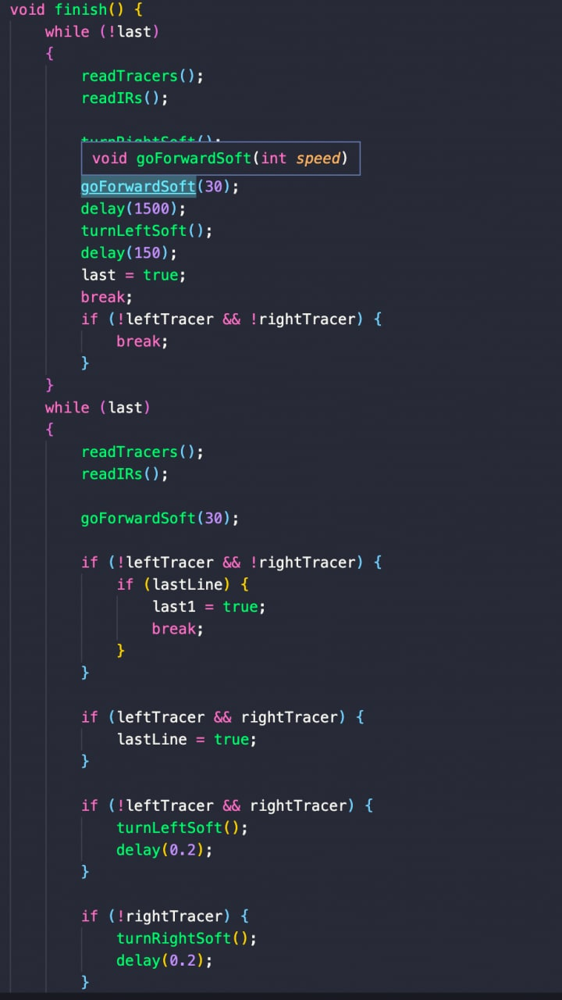 void finish() {
    while (!last)
    {
        readTracers();
        readIRs();

        turnRightSoft();
        void goForwardSoft(int speed)
        goForwardSoft(30);
        delay(1500);
        turnLeftSoft();
        delay(150);
        last = true;
        break;
        if (!leftTracer && !rightTracer) {
            break;
        }
    }
    while (last)
    {
        readTracers();
        readIRs();

        goForwardSoft(30);

        if (!leftTracer && !rightTracer) {
            if (lastLine) {
                last1 = true;
                break;
            }
        }

        if (leftTracer && rightTracer) {
            lastLine = true;
        }

        if (!leftTracer && rightTracer) {
            turnLeftSoft();
            delay(0.2);
        }

        if (!rightTracer) {
            turnRightSoft();
            delay(0.2);
        }